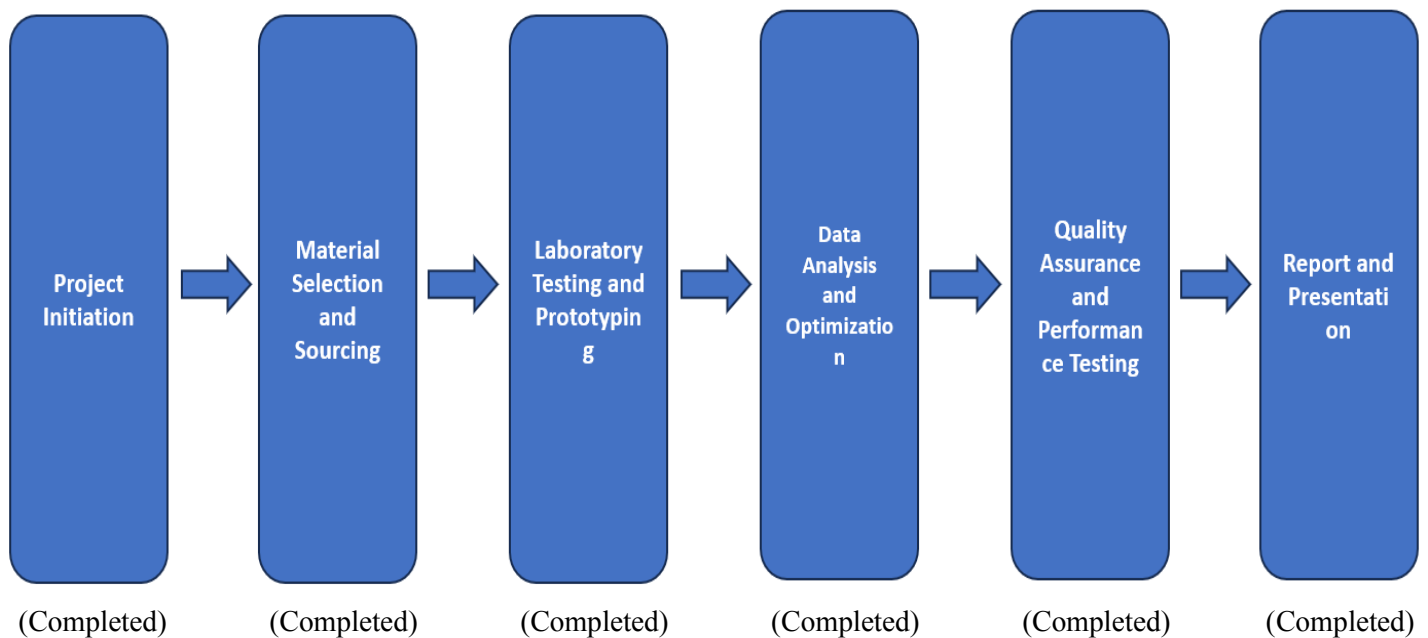 Project
Initiation
Material
Selection
and
Sourcing
Laboratory
Testing and
Prototypin
g
Data
Analysis
and
Optimizatio
n
Quality
Assurance
and
Performan
ce Testing
Report and
Presentati
on
(Completed)
(Completed)
(Completed)
(Completed)
(Completed)
(Completed)